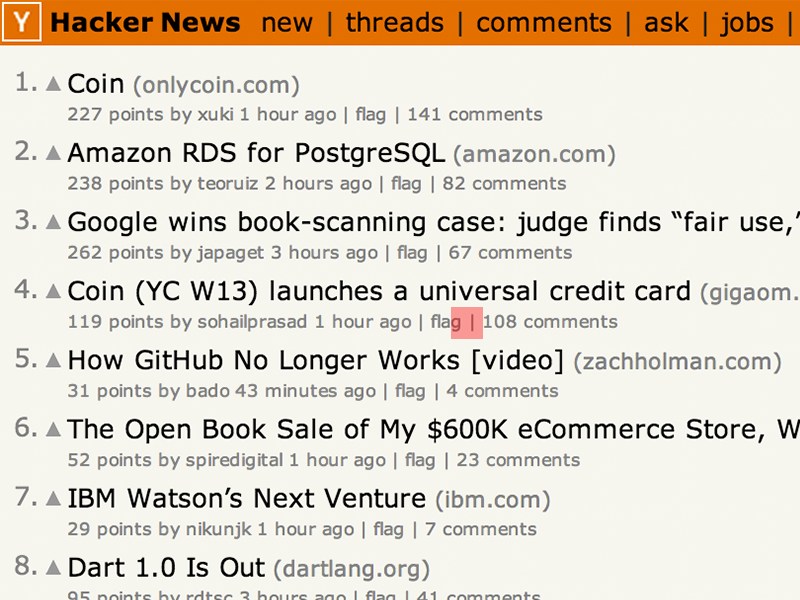 Y Hacker News new | threads | comments | ask | jobs |
1. ▲ Coin (onlycoin.com)
227 points by xuki 1 hour ago | flag | 141 comments
2. ▲ Amazon RDS for PostgreSQL (amazon.com)
238 points by teoruiz 2 hours ago | flag | 82 comments
3. ▲ Google wins book-scanning case: judge finds “fair use,”
262 points by japaget 3 hours ago | flag | 67 comments
4. ▲ Coin (YC W13) launches a universal credit card (gigaom.
119 points by sohailprasad 1 hour ago | flag | 108 comments
5. ▲ How GitHub No Longer Works [video] (zachholman.com)
31 points by bado 43 minutes ago | flag | 4 comments
6. ▲ The Open Book Sale of My $600K eCommerce Store, W
52 points by spiredigital 1 hour ago | flag | 23 comments
7. ▲ IBM Watson’s Next Venture (ibm.com)
29 points by nikunjk 1 hour ago | flag | 7 comments
8. ▲ Dart 1.0 Is Out (dartlang.org)
95 points by rdtsc 3 hours ago | flag | 41 comments